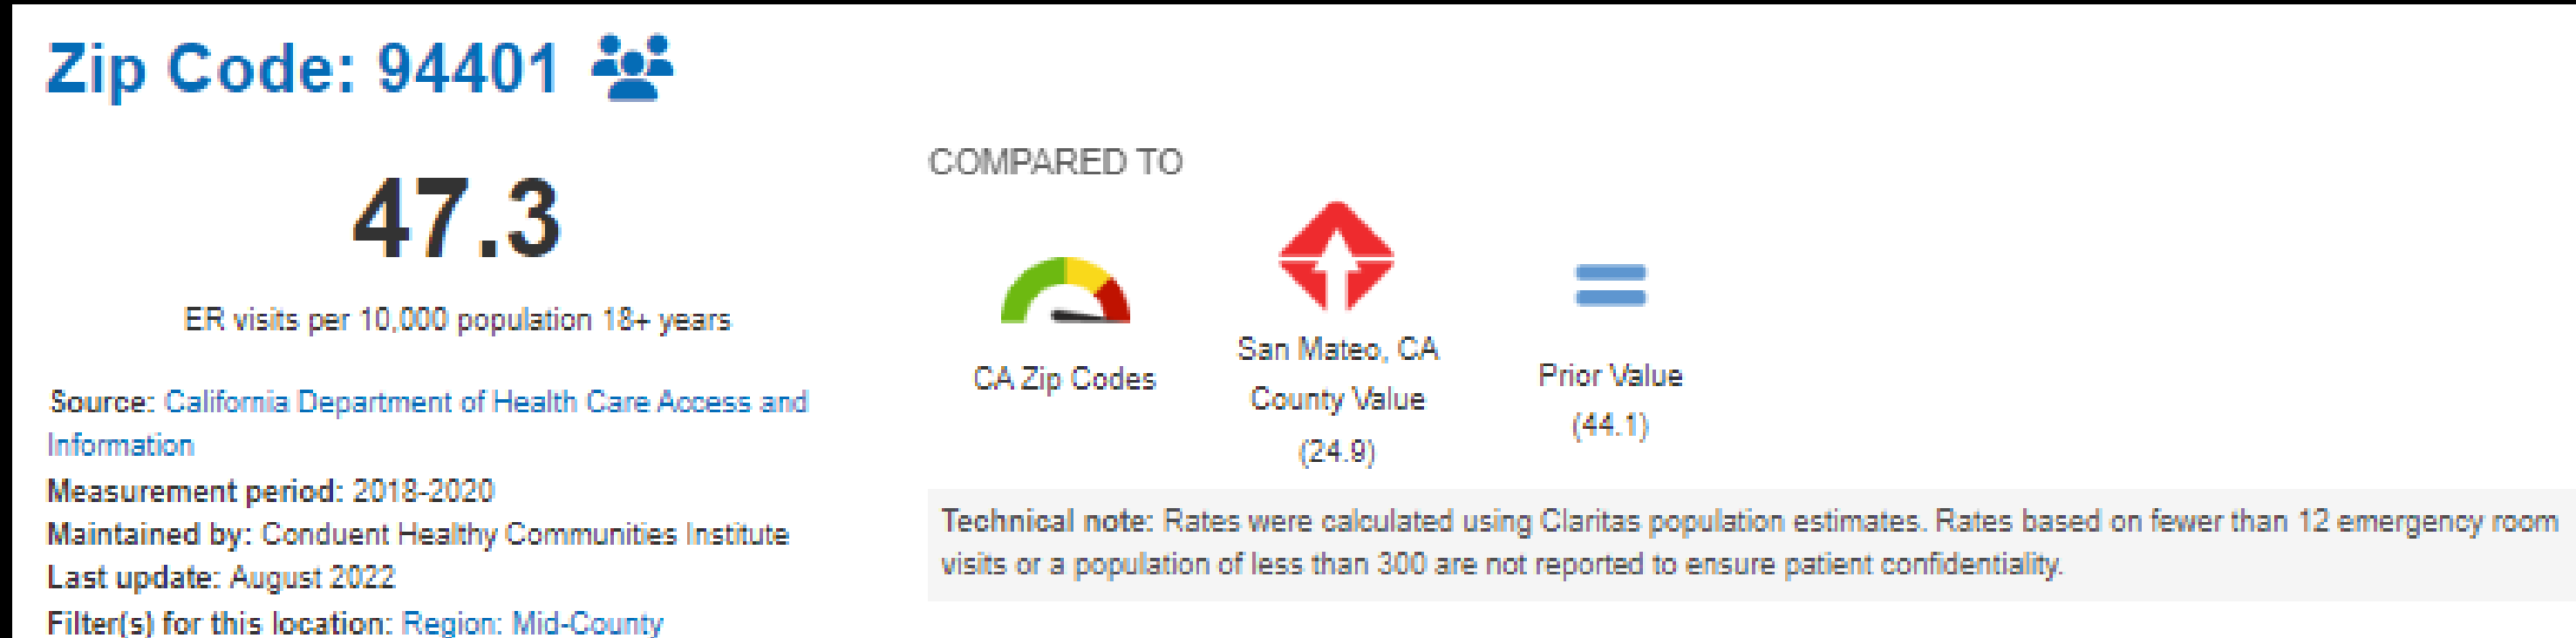 Zip Code: 94401
47.3
ER visits per 10,000 population 18+ years
Source: California Department of Health Care Access and
Information
Measurement period: 2018-2020
Maintained by: Conduent Healthy Communities Institute
Last update: August 2022
Filter(s) for this location: Region: Mid-County
COMPARED TO
CA Zip Codes
San Mateo, CA
County Value
(24.9)
Prior Value
(44.1)
Technical note: Rates were calculated using Claritas population estimates. Rates based on fewer than 12 emergency room
visits or a population of less than 300 are not reported to ensure patient confidentiality.